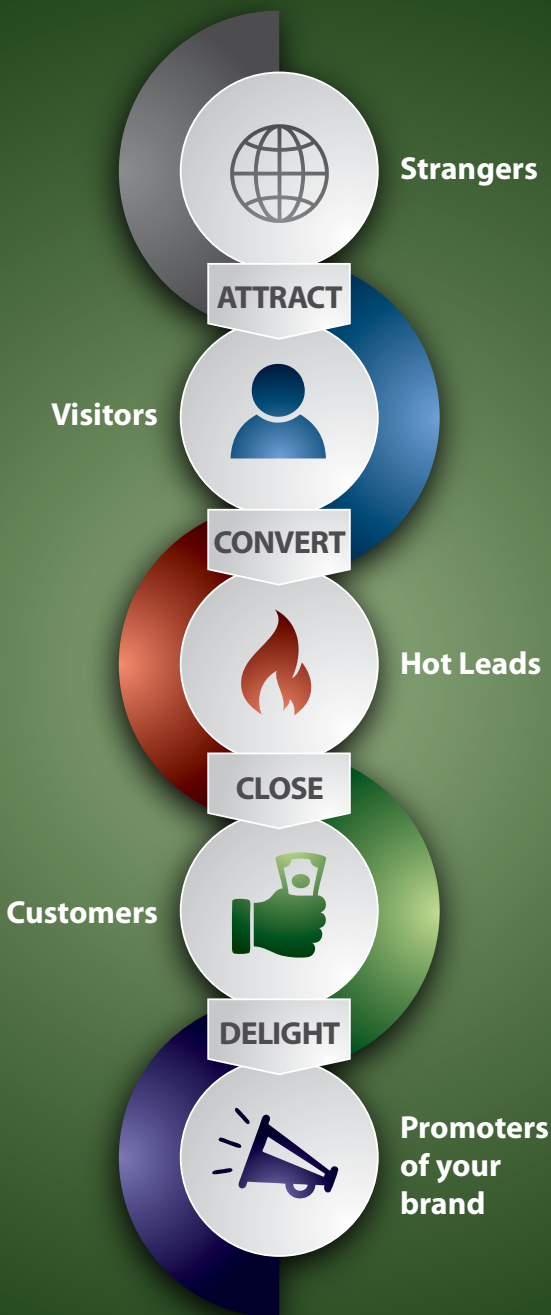 Strangers
ATTRACT
Visitors
CONVERT
Hot Leads
CLOSE
Customers
DELIGHT
Promoters
of your
brand